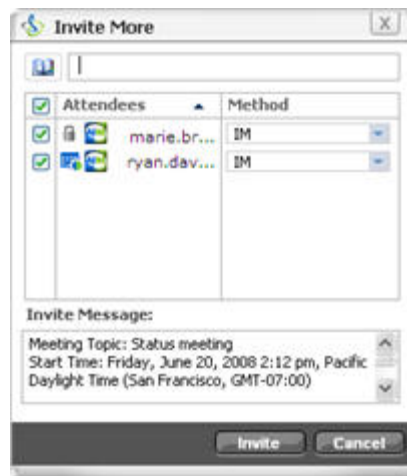 Invite More
Attendees Method
marie.br... IM
ryan.dav... IM
Invite Message:
Meeting Topic: Status meeting
Start Time: Friday, June 20, 2008 2:12 pm, Pacific
Daylight Time (San Francisco, GMT-07:00)
Invite Cancel